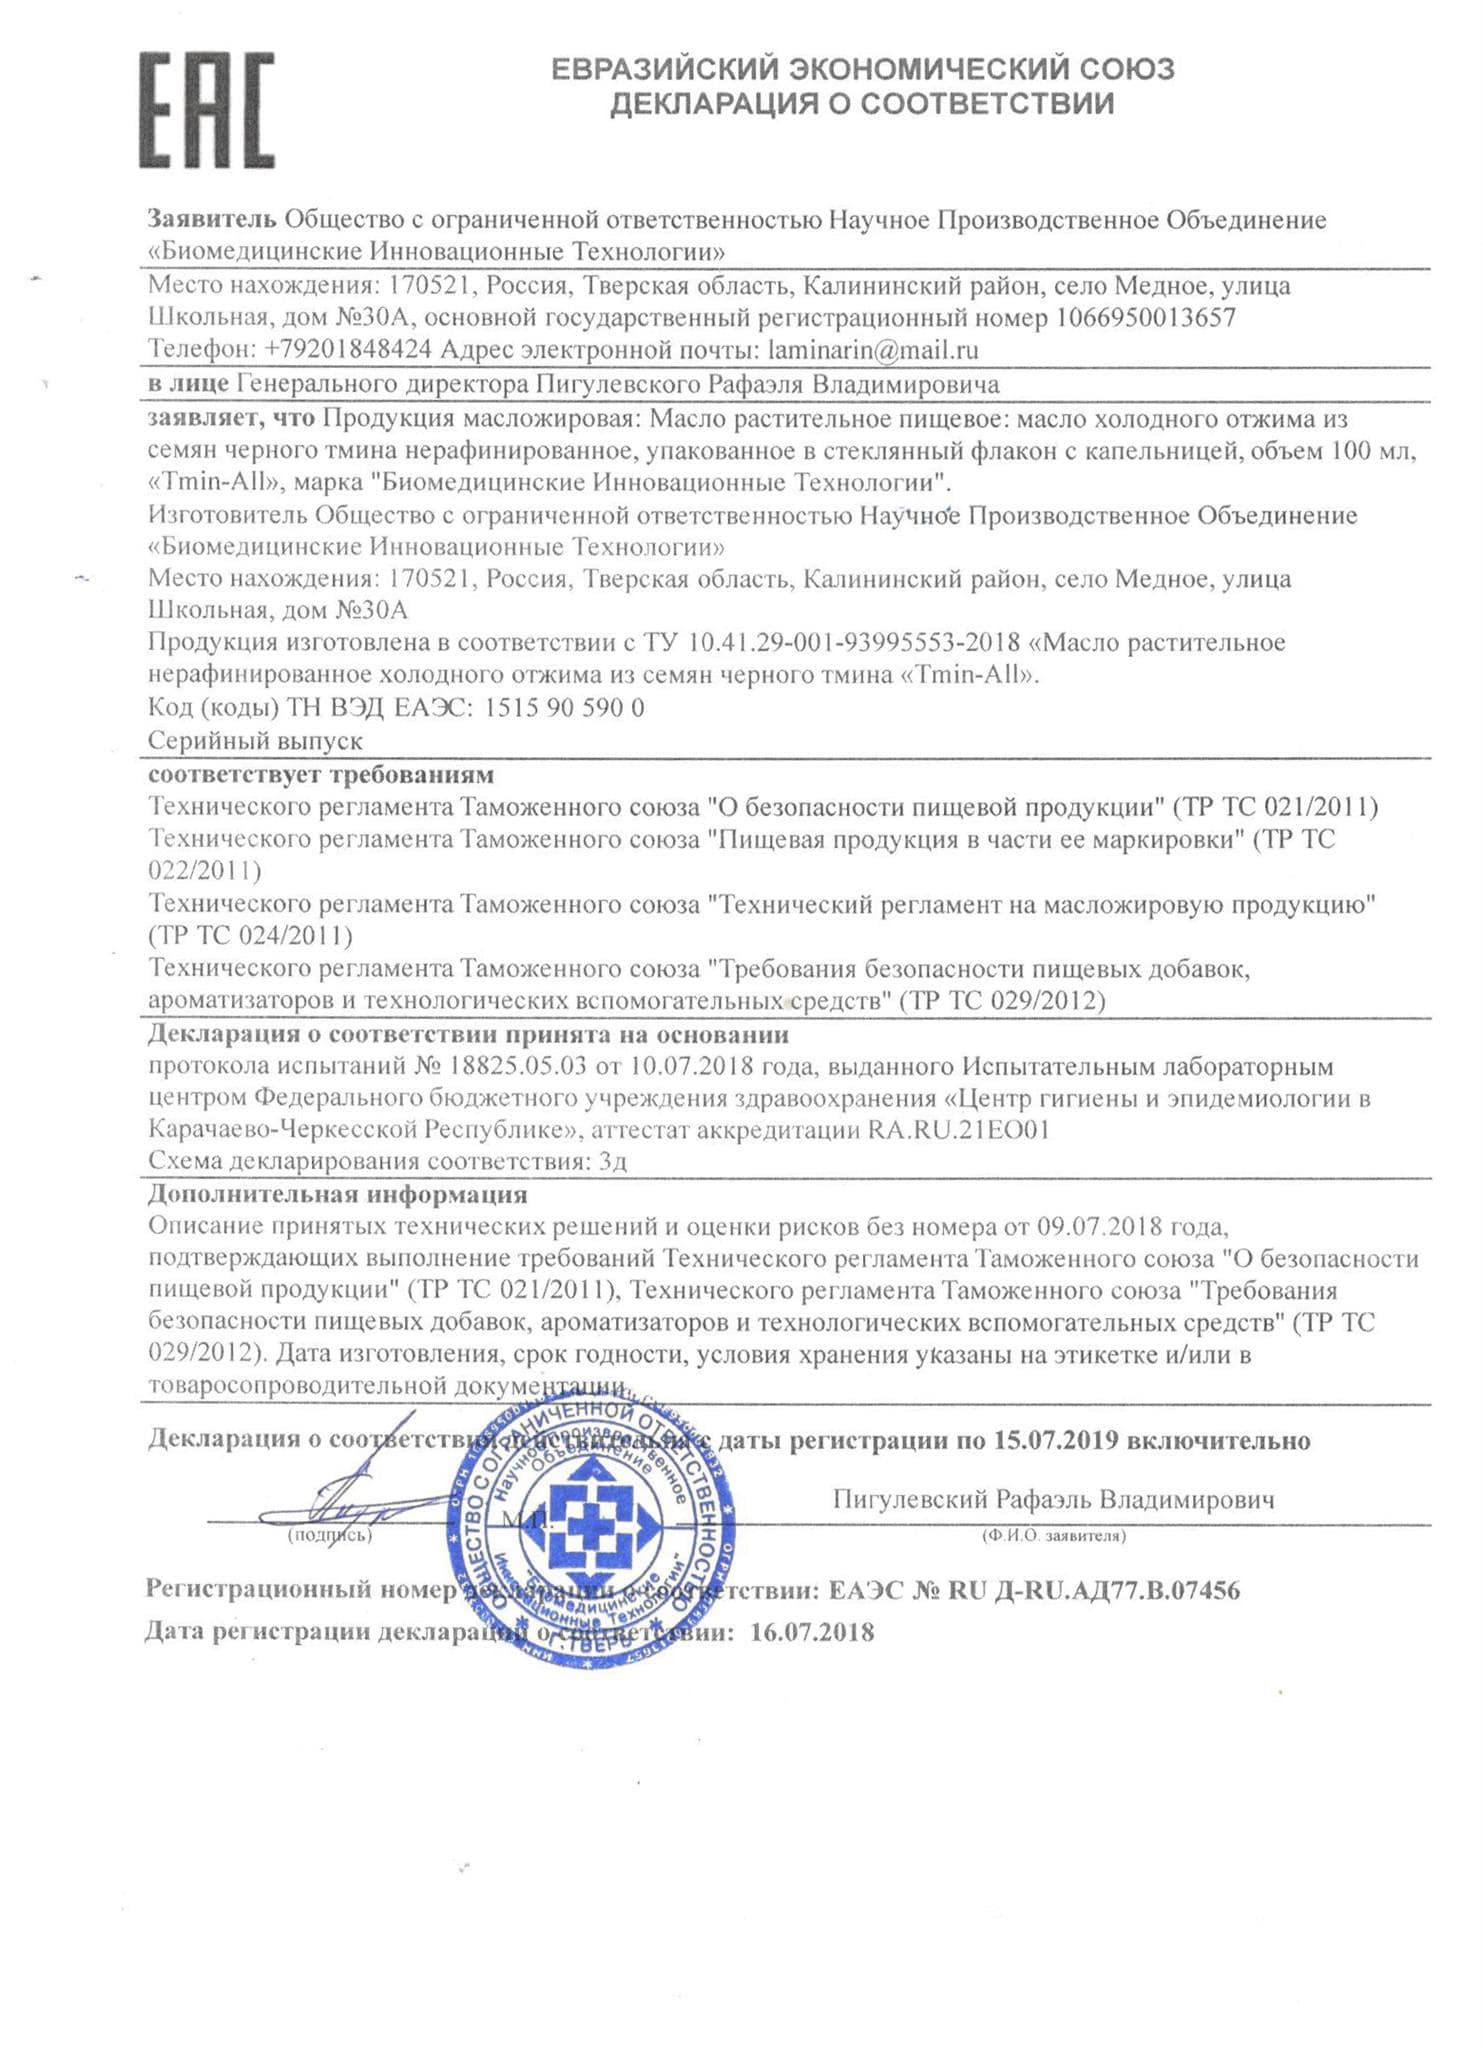 ЕАС
ЕВРАЗИЙСКИЙ ЭКОНОМИЧЕСКИЙ СОЮЗ
ДЕКЛАРАЦИЯ О СООТВЕТСТВИИ
Заявитель Общество с ограниченной ответственностью Научное Производственное Объединение
«Биомедицинские Инновационные Технологии»
Место нахождения: 170521, Россия, Тверская область, Калининский район, село Медное, улица
Школьная, дом №30А, основной государственный регистрационный номер 1066950013657
Телефон: +79201848424 Адрес электронной почты: laminarin@mail.ru
в лице Генерального директора Пигулевского Рафаэля Владимировича
заявляет, что Продукция масложировая: Масло растительное пищевое: масло холодного отжима из
семян черного тмина нерафинированное, упакованное в стеклянный флакон с капельницей, объем 100 мл,
«Tmin-All», марка "Биомедицинские Инновационные Технологии".
Изготовитель Общество с ограниченной ответственностью Научное Производственное Объединение
«Биомедицинские Инновационные Технологии»
Место нахождения: 170521, Россия, Тверская область, Калининский район, село Медное, улица
Школьная, дом №30А
Продукция изготовлена в соответствии с ТУ 10.41.29-001-93995553-2018 «Масло растительное
нерафинированное холодного отжима из семян черного тмина «Tmin-All».
Код (коды) ТН ВЭД ЕАЭС: 1515 90 590 0
Серийный выпуск
соответствует требованиям
Технического регламента Таможенного союза "О безопасности пищевой продукции" (ТР ТС 021/2011)
Технического регламента Таможенного союза "Пищевая продукция в части ее маркировки" (ТР ТС
022/2011)
Технического регламента Таможенного союза "Технический регламент на масложировую продукцию"
(ТР ТС 024/2011)
Технического регламента Таможенного союза "Требования безопасности пищевых добавок,
ароматизаторов и технологических вспомогательных средств" (ТР ТС 029/2012)
Декларация о соответствии принята на основании
протокола испытаний № 18825.05.03 от 10.07.2018 года, выданного Испытательным лабораторным
центром Федерального бюджетного учреждения здравоохранения «Центр гигиены и эпидемиологии в
Карачаево-Черкесской Республике», аттестат аккредитации RA.RU.21ЕО01
Схема декларирования соответствия: 3д
Дополнительная информация
Описание принятых технических решений и оценки рисков без номера от 09.07.2018 года,
подтверждающих выполнение требований Технического регламента Таможенного союза "О безопасности
пищевой продукции" (ТР ТС 021/2011), Технического регламента Таможенного союза "Требования
безопасности пищевых добавок, ароматизаторов и технологических вспомогательных средств" (ТР ТС
029/2012). Дата изготовления, срок годности, условия хранения указаны на этикетке и/или в
товаросопроводительной документации.
Декларация о соответствии действительна с даты регистрации по 15.07.2019 включительно
Пигулевский Рафаэль Владимирович
М.П.
(подпись)
(Ф.И.О. заявителя)
ОБЩЕСТВО С ОГРАНИЧЕННОЙ ОТВЕТСТВЕННОСТЬЮ
Научно-производственное
Объединение
"Биомедицинские
Инновационные Технологии"
Г.ТВЕРЬ
Регистрационный номер декларации о соответствии: ЕАЭС № RU Д-RU.АД77.В.07456
Дата регистрации декларации о соответствии: 16.07.2018